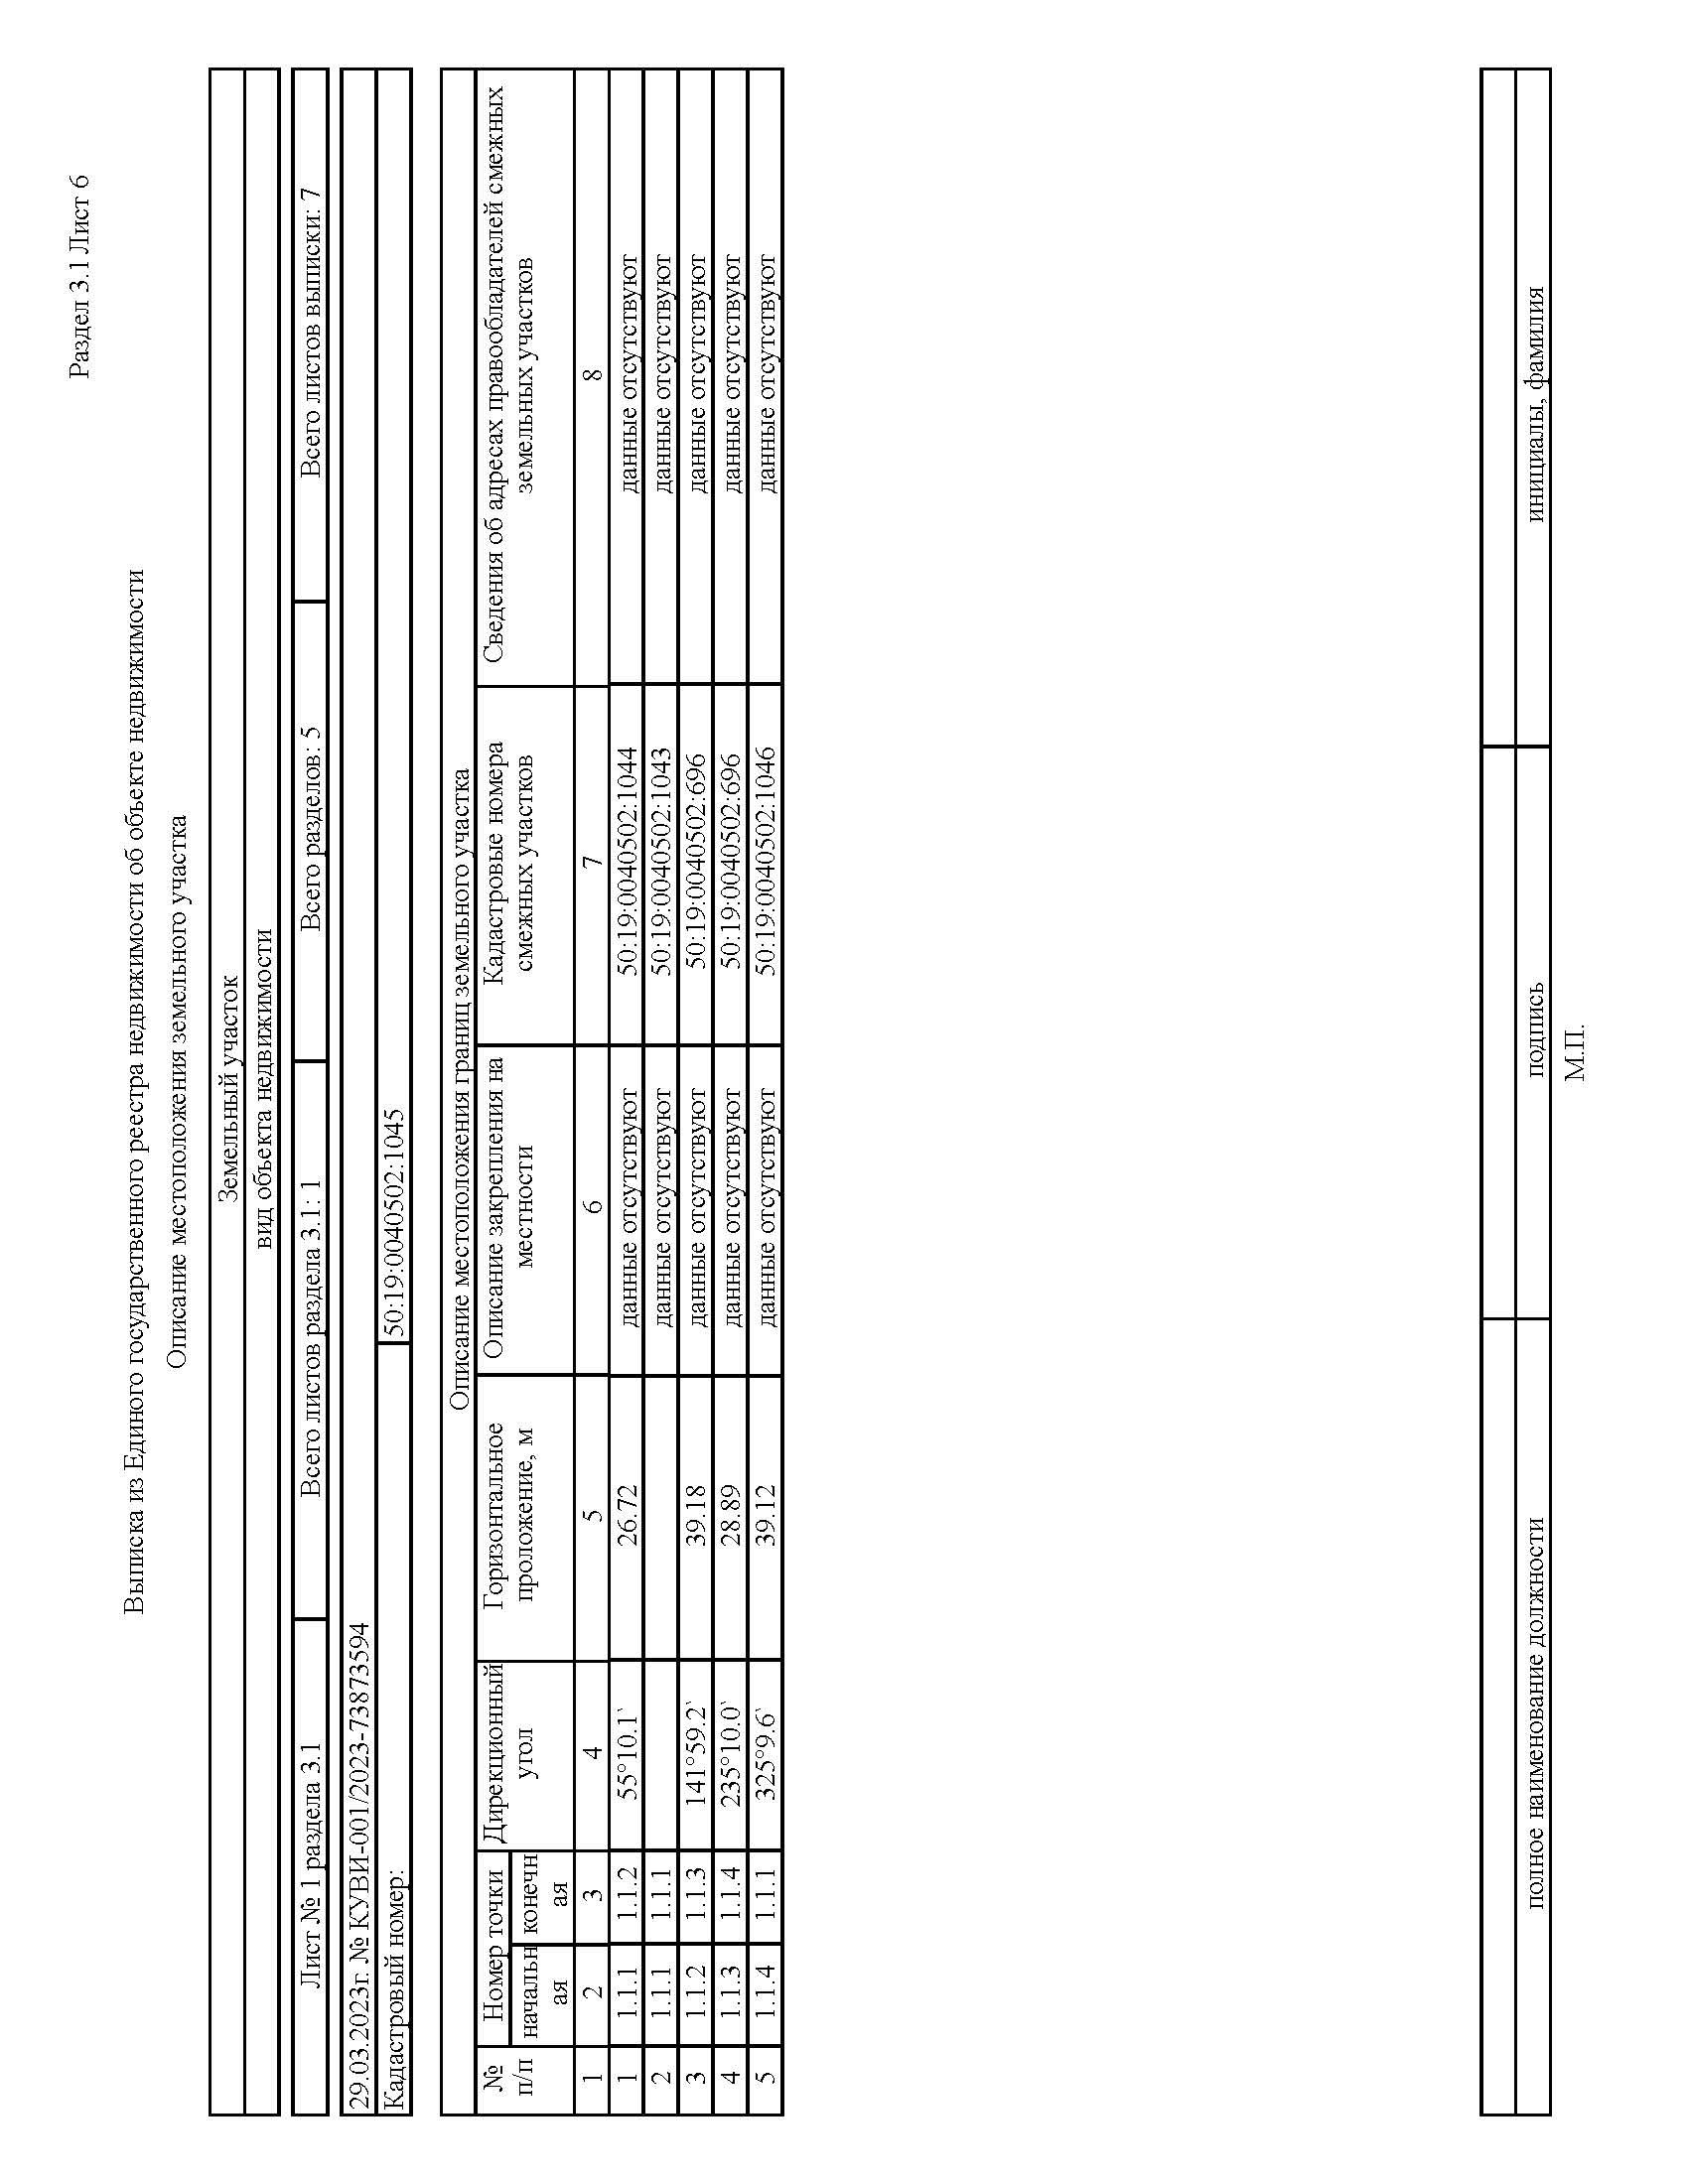 Раздел 3.1 Лист 6
Выписка из Единого государственного реестра недвижимости об объекте недвижимости
Описание местоположения земельного участка
Земельный участок
вид объекта недвижимости
Лист № 1 раздела 3.1 Всего листов раздела 3.1: 1 Всего разделов: 5 Всего листов выписки: 7
29.03.2023г. № КУВИ-001/2023-73873594
Кадастровый номер: 50:19:0040502:1045
Описание местоположения границ земельного участка
№ Номер точки Дирекционный Горизонтальное Описание закрепления на Кадастровые номера Сведения об адресах правообладателей смежных
п/п начальн конечн угол проложение, м местности смежных участков земельных участков
ая ая
1 2 3 4 5 6 7 8
1 1.1.1 1.1.2 55°10.1` 26.72 данные отсутствуют 50:19:0040502:1044 данные отсутствуют
2 1.1.1 1.1.1 данные отсутствуют 50:19:0040502:1043 данные отсутствуют
3 1.1.2 1.1.3 141°59.2` 39.18 данные отсутствуют 50:19:0040502:696 данные отсутствуют
4 1.1.3 1.1.4 235°10.0` 28.89 данные отсутствуют 50:19:0040502:696 данные отсутствуют
5 1.1.4 1.1.1 325°9.6` 39.12 данные отсутствуют 50:19:0040502:1046 данные отсутствуют
полное наименование должности подпись инициалы, фамилия
М.П.